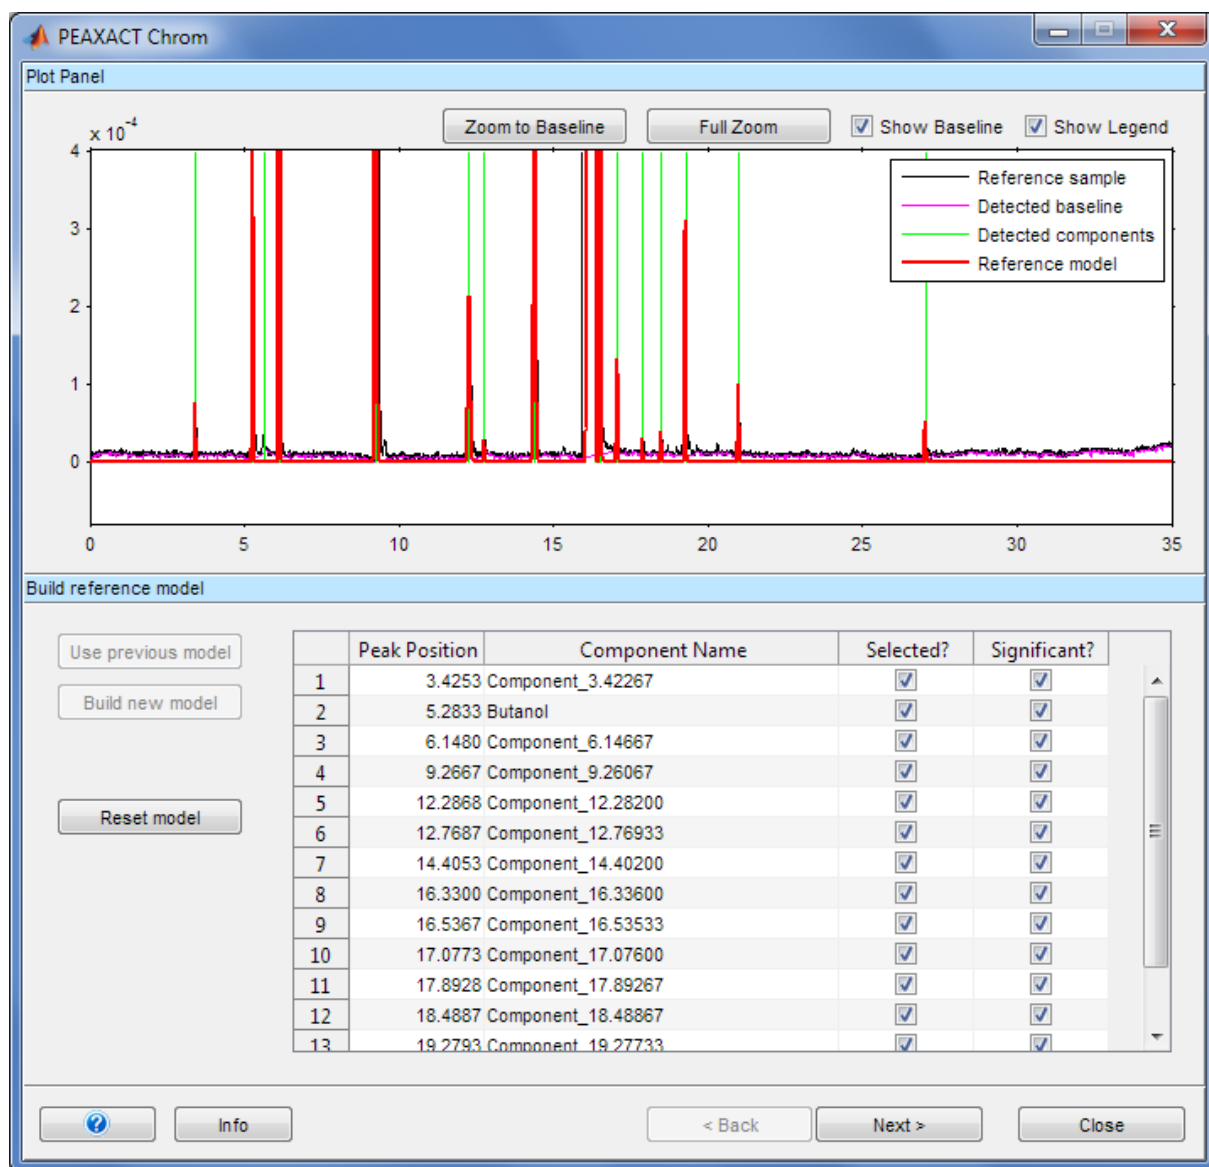 PEAXACT Chrom
Plot Panel
Zoom to Baseline Full Zoom Show Baseline Show Legend
x 10^-4
4
3
2
1
0
Reference sample
Detected baseline
Detected components
Reference model
0 5 10 15 20 25 30 35
Build reference model
Use previous model
Build new model
Reset model
Peak Position Component Name Selected? Significant?
1 3.4253 Component_3.42267
2 5.2833 Butanol
3 6.1480 Component_6.14667
4 9.2667 Component_9.26067
5 12.2868 Component_12.28200
6 12.7687 Component_12.76933
7 14.4053 Component_14.40200
8 16.3300 Component_16.33600
9 16.5367 Component_16.53533
10 17.0773 Component_17.07600
11 17.8928 Component_17.89267
12 18.4887 Component_18.48867
13 19.2793 Component_19.27733
? Info < Back Next > Close